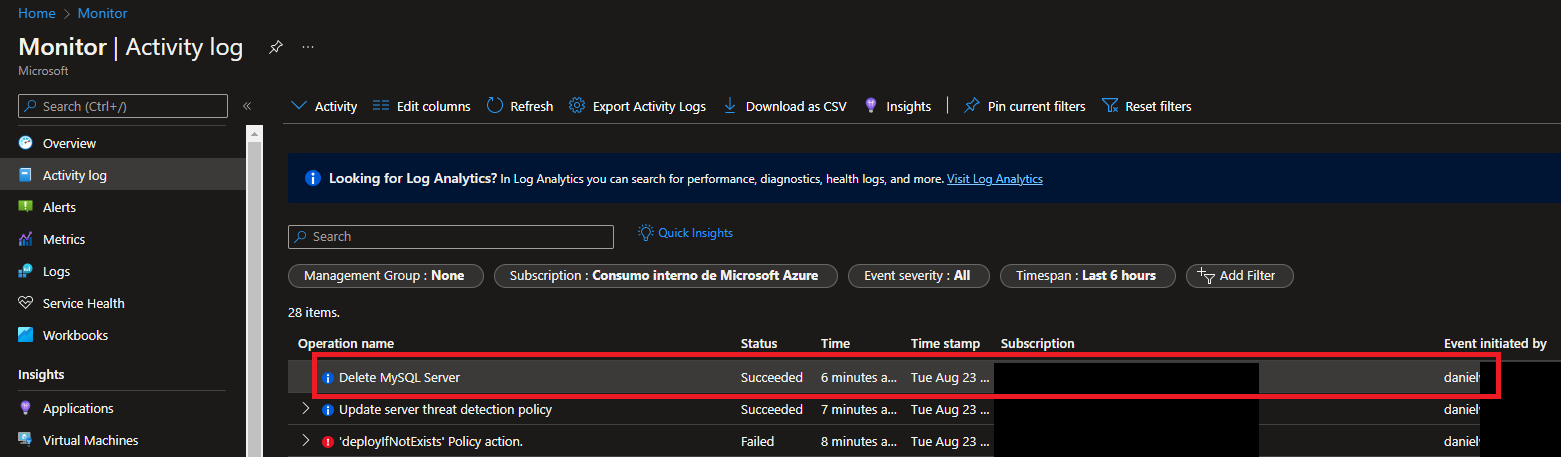 Home > Monitor
Monitor | Activity log ...
Microsoft
Search (Ctrl+/) «
Overview
Activity log
Alerts
Metrics
Logs
Service Health
Workbooks
Insights
Applications
Virtual Machines
Activity Edit columns Refresh Export Activity Logs Download as CSV Insights Pin current filters Reset filters
Looking for Log Analytics? In Log Analytics you can search for performance, diagnostics, health logs, and more. Visit Log Analytics
Search Quick Insights
Management Group : None Subscription : Consumo interno de Microsoft Azure Event severity : All Timespan : Last 6 hours Add Filter
28 items.
Operation name Status Time Time stamp Subscription Event initiated by
Delete MySQL Server Succeeded 6 minutes a... Tue Aug 23 ...
Update server threat detection policy Succeeded 7 minutes a... Tue Aug 23 ...
'deployIfNotExists' Policy action. Failed 8 minutes a... Tue Aug 23 ...